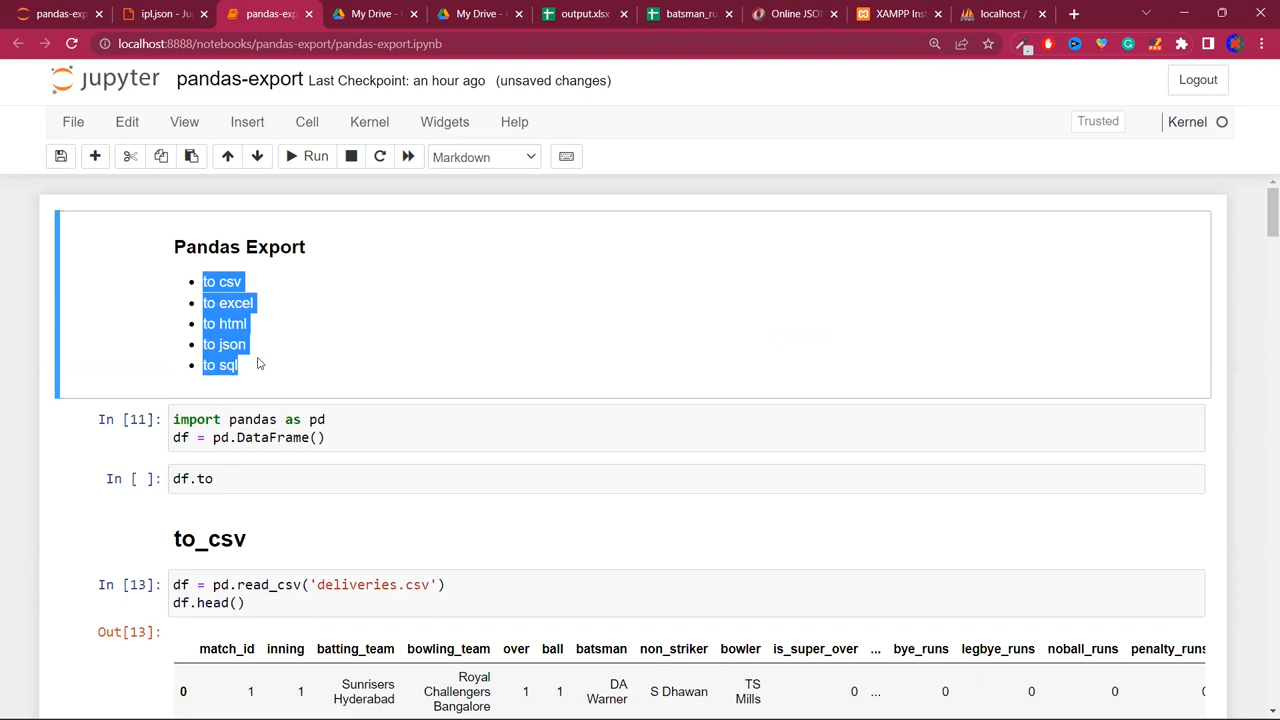 pandas-exp
ipl.json - Ju
pandas-exp
My Drive -
My Drive -
output.xlsx
batsman_ru
Online JSON
XAMPP Inst
localhost /
localhost:8888/notebooks/pandas-export/pandas-export.ipynb
jupyter pandas-export Last Checkpoint: an hour ago (unsaved changes)
Logout
File Edit View Insert Cell Kernel Widgets Help
Trusted
Kernel
Run
Markdown
Pandas Export
• to csv
• to excel
• to html
• to json
• to sql
In [11]: import pandas as pd
df = pd.DataFrame()
In [ ]: df.to
to_csv
In [13]: df = pd.read_csv('deliveries.csv')
df.head()
Out[13]:
match_id inning batting_team bowling_team over ball batsman non_striker bowler is_super_over ... bye_runs legbye_runs noball_runs penalty_runs
0 1 1 Sunrisers Hyderabad Royal Challengers Bangalore 1 1 DA Warner S Dhawan TS Mills 0 ... 0 0 0 0